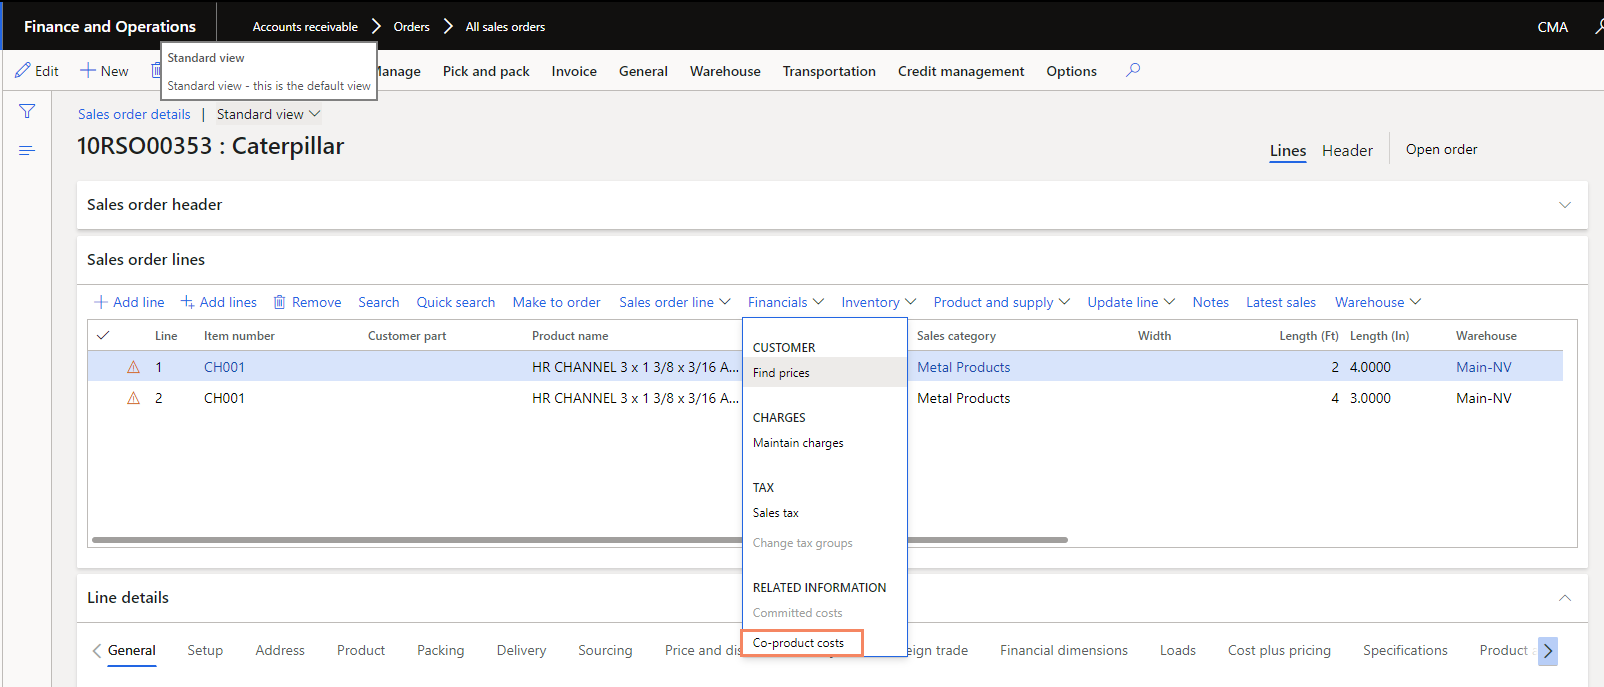 Finance and Operations
Accounts receivable > Orders > All sales orders
CMA
Edit
New
Manage
Pick and pack
Invoice
General
Warehouse
Transportation
Credit management
Options
Standard view
Standard view - this is the default view
Sales order details | Standard view
10RSO00353 : Caterpillar
Lines
Header
Open order
Sales order header
Sales order lines
Add line
Add lines
Remove
Search
Quick search
Make to order
Sales order line
Financials
Inventory
Product and supply
Update line
Notes
Latest sales
Warehouse
Line Item number Customer part Product name Sales category Width Length (Ft) Length (In) Warehouse
1 CH001 HR CHANNEL 3 x 1 3/8 x 3/16 A... Metal Products 2 4.0000 Main-NV
2 CH001 HR CHANNEL 3 x 1 3/8 x 3/16 A... Metal Products 4 3.0000 Main-NV
CUSTOMER
Find prices
CHARGES
Maintain charges
TAX
Sales tax
Change tax groups
RELATED INFORMATION
Committed costs
Co-product costs
Line details
General
Setup
Address
Product
Packing
Delivery
Sourcing
Price and dis
eign trade
Financial dimensions
Loads
Cost plus pricing
Specifications
Product